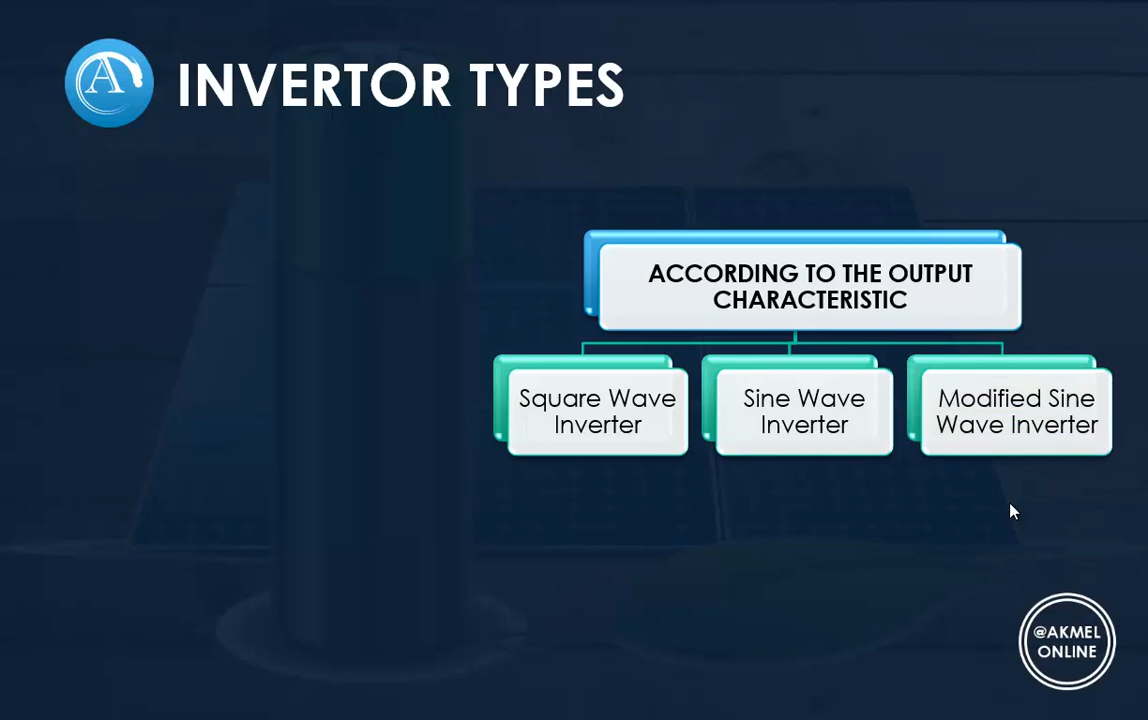 A
INVERTOR TYPES
ACCORDING TO THE OUTPUT
CHARACTERISTIC
Square Wave
Inverter
Sine Wave
Inverter
Modified Sine
Wave Inverter
@AKMEL
ONLINE